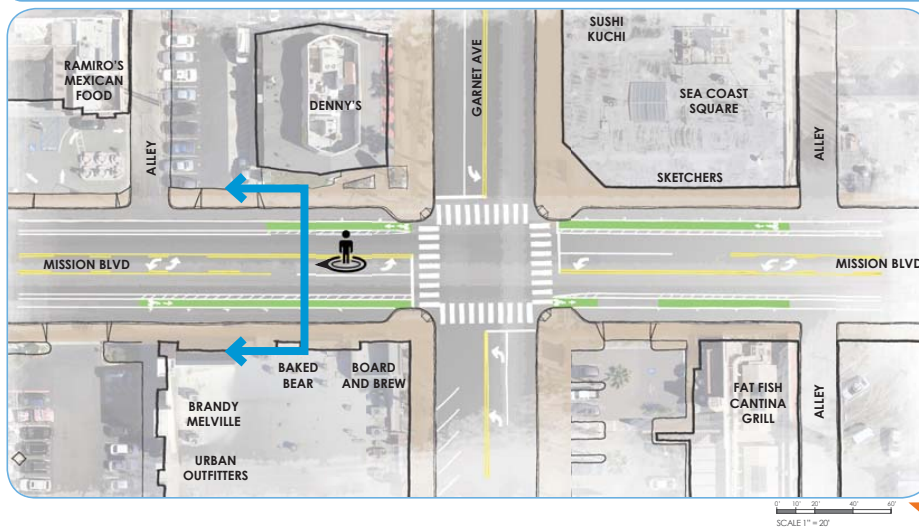 SUSHI
KUCHI
RAMIRO'S
MEXICAN
FOOD
ALLEY
DENNY'S
GARNET AVE
SEA COAST
SQUARE
SKETCHERS
ALLEY
MISSION BLVD
MISSION BLVD
BAKED
BEAR
BOARD
AND BREW
BRANDY
MELVILLE
URBAN
OUTFITTERS
FAT FISH
CANTINA
GRILL
ALLEY
0' 10' 20' 40' 60'
SCALE 1" = 20'